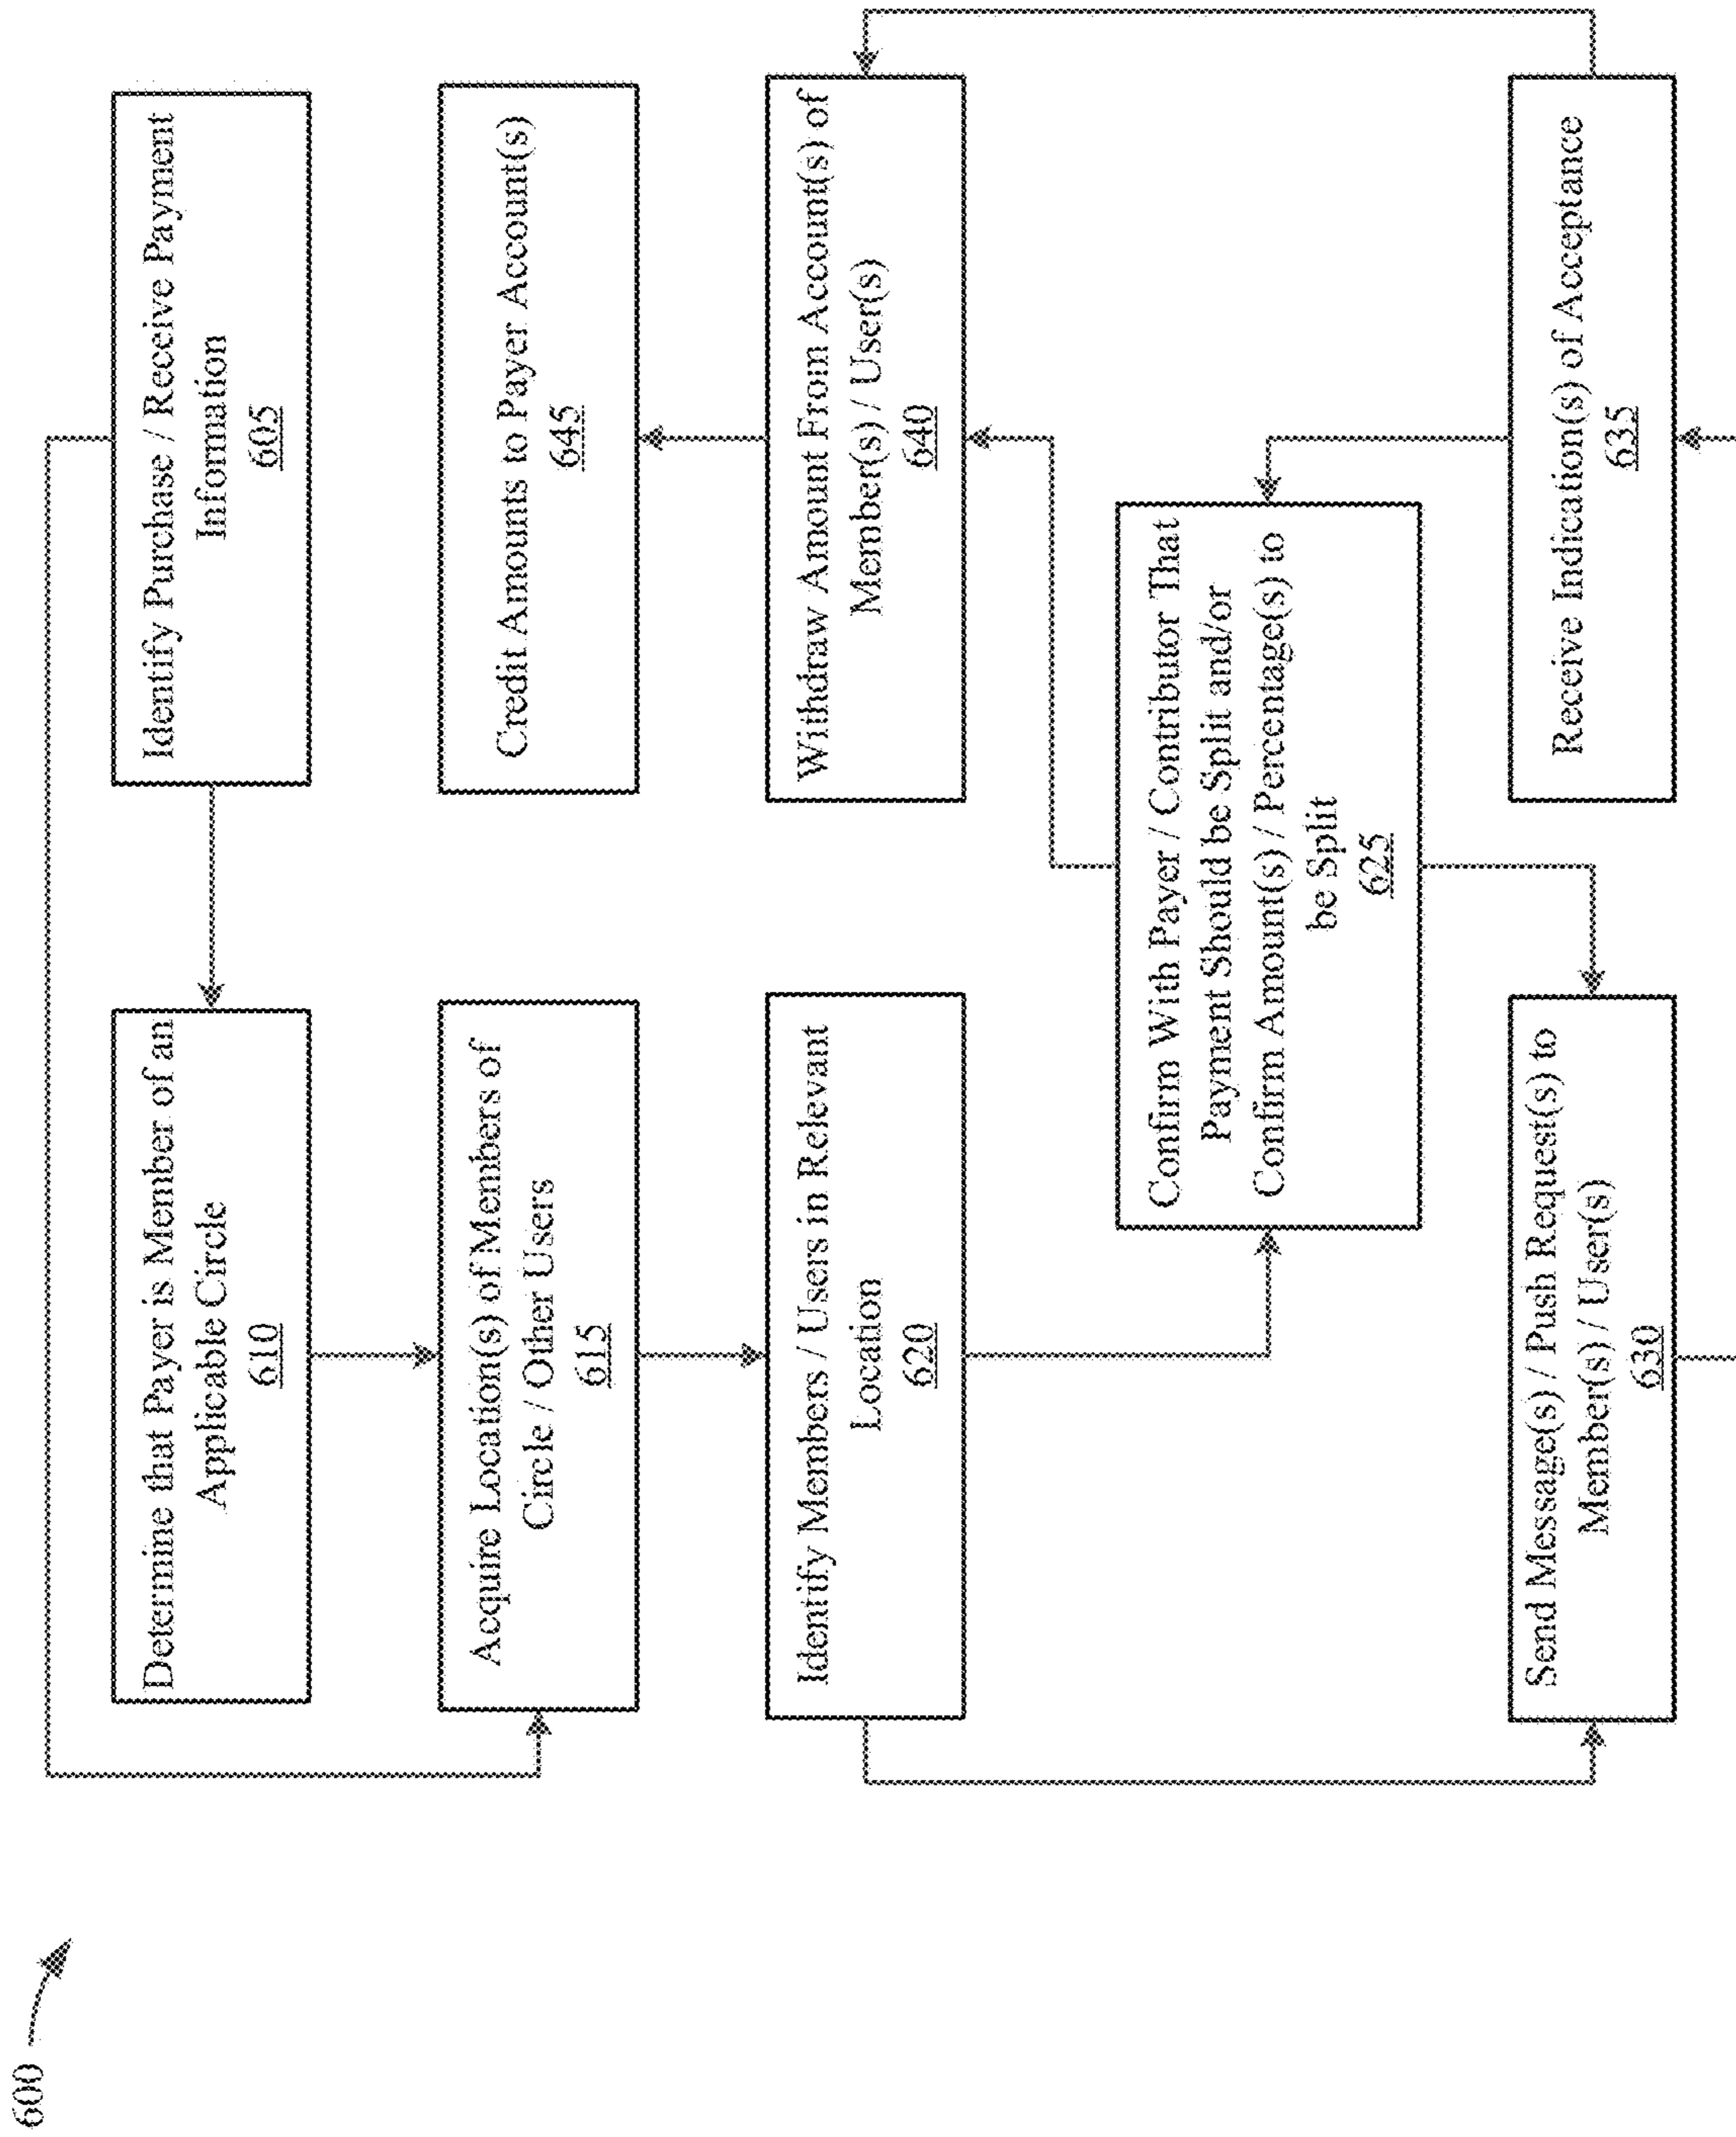 600
Identify Purchase / Receive Payment
Information
605
Determine that Payer is Member of an
Applicable Circle
610
Acquire Location(s) of Members of
Circle / Other Users
615
Identify Members / Users in Relevant
Location
620
Confirm With Payer / Contributor That
Payment Should be Split and/or
Confirm Amount(s) / Percentage(s) to
be Split
625
Send Message(s) / Push Request(s) to
Member(s) / User(s)
630
Receive Indication(s) of Acceptance
635
Withdraw Amount From Account(s) of
Member(s) / User(s)
640
Credit Amounts to Payer Account(s)
645